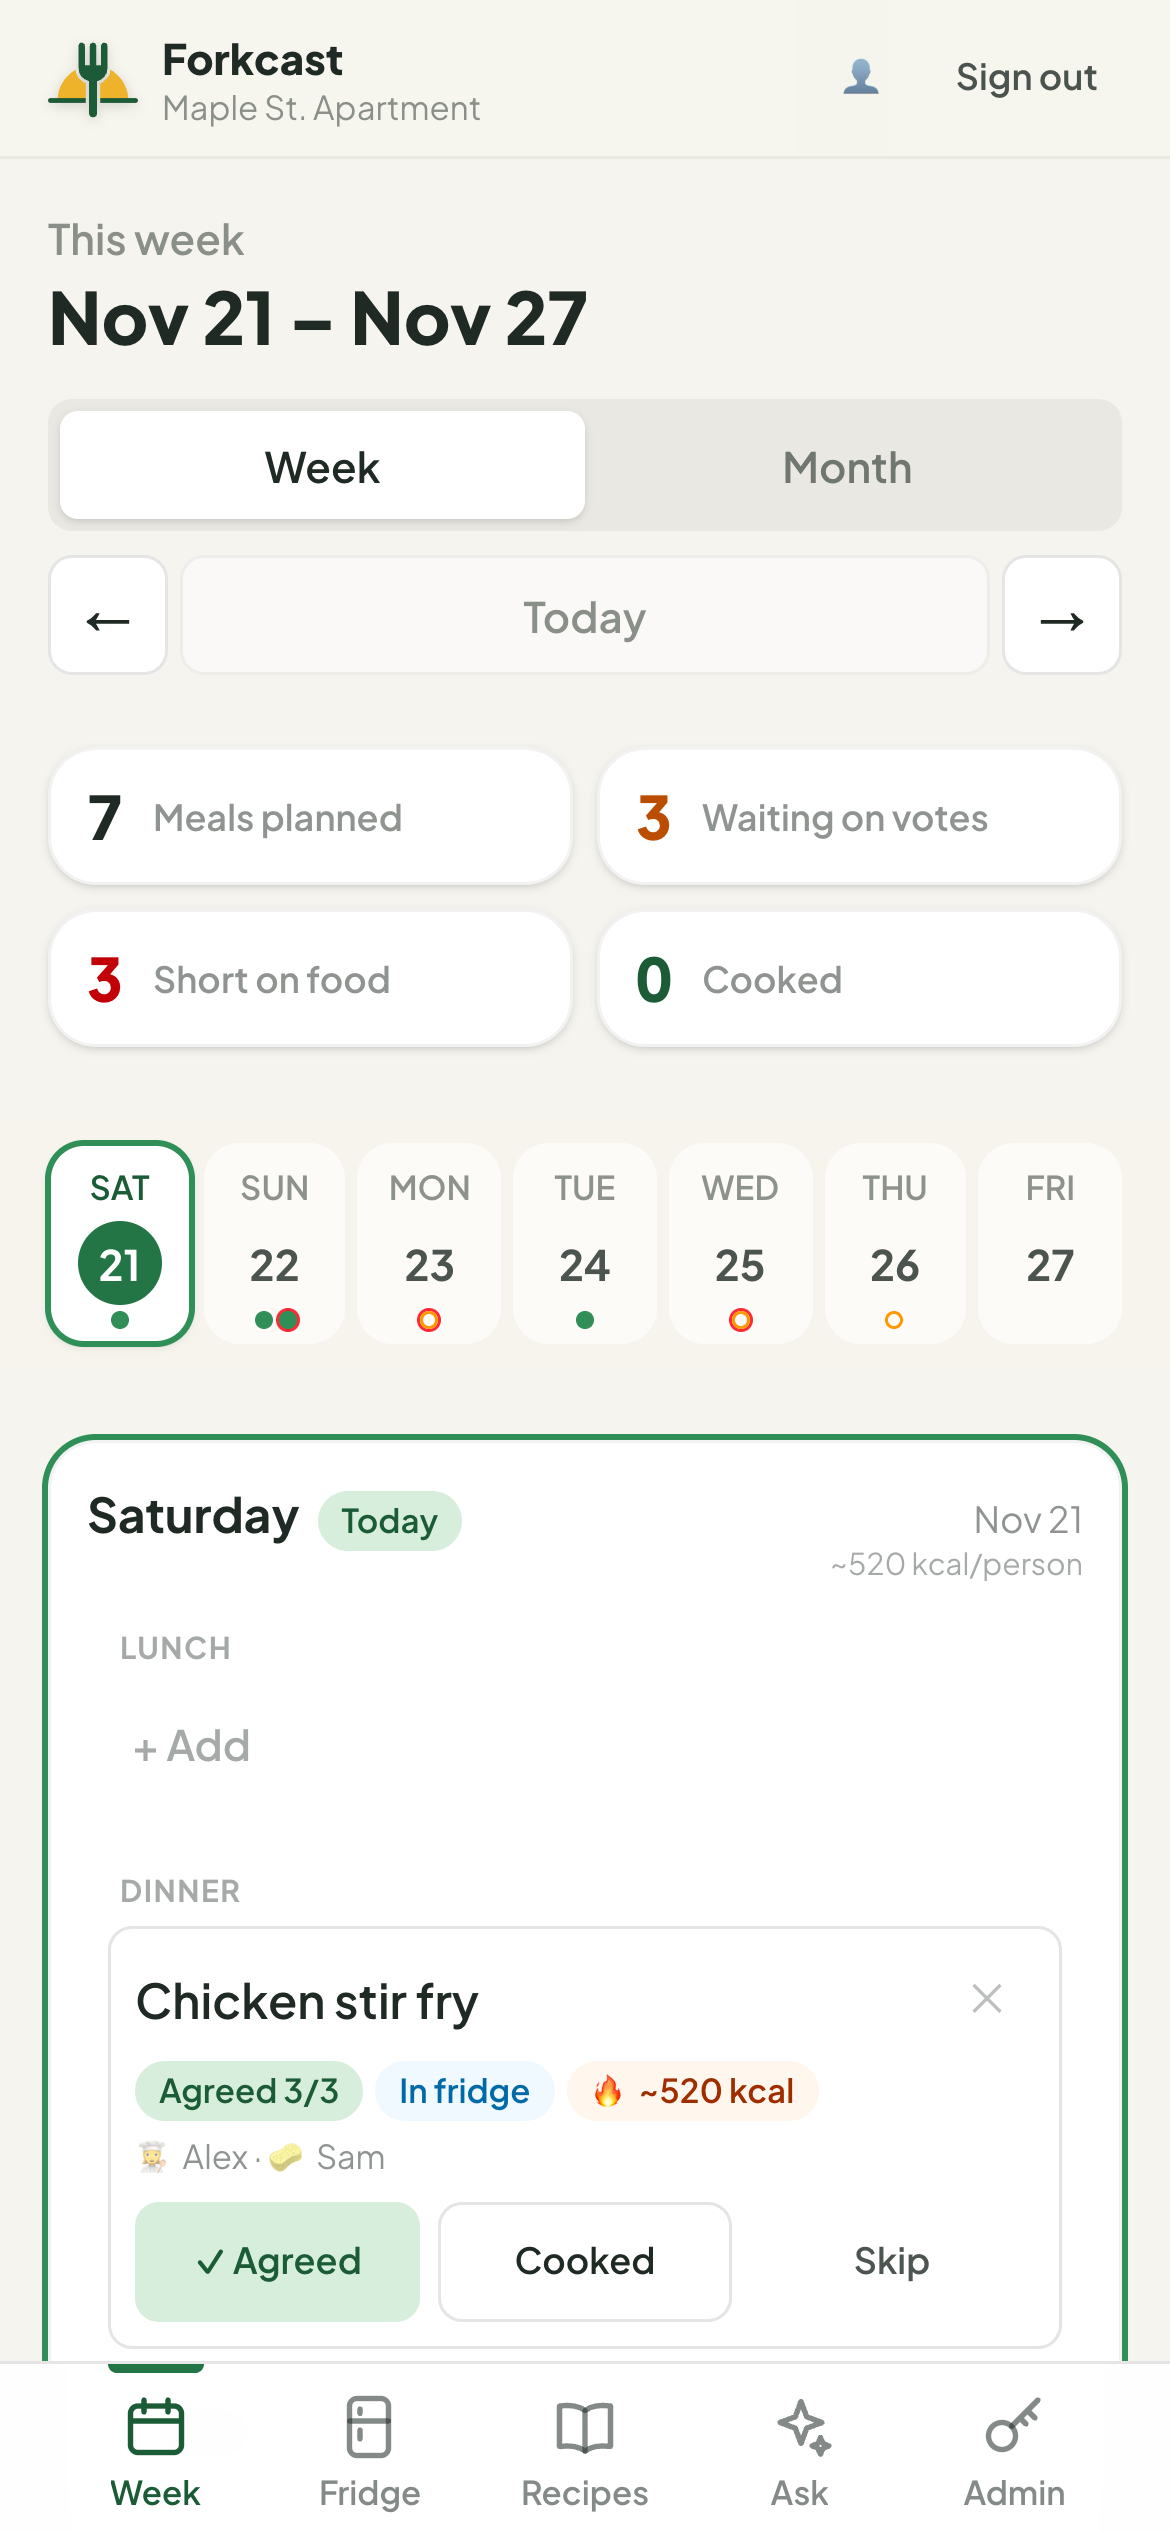 Forkcast
Maple St. Apartment
Sign out
This week
Nov 21 – Nov 27
Week
Month
← Today →
7 Meals planned
3 Waiting on votes
3 Short on food
0 Cooked
SAT SUN MON TUE WED THU FRI
21 22 23 24 25 26 27
Saturday Today Nov 21
~520 kcal/person
LUNCH
+ Add
DINNER
Chicken stir fry ×
Agreed 3/3 In fridge 🔥 ~520 kcal
Alex · Sam
✓ Agreed Cooked Skip
Week Fridge Recipes Ask Admin